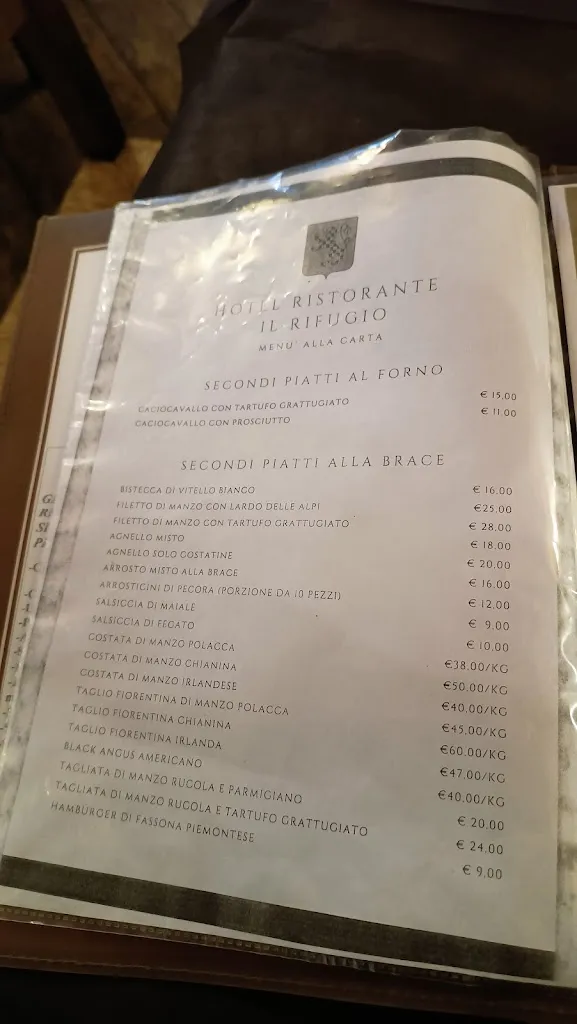 HOTEL RISTORANTE
IL RIFUGIO
MENU' ALLA CARTA
SECONDI PIATTI AL FORNO
CACIOCAVALLO CON TARTUFO GRATTUGIATO € 15,00
CACIOCAVALLO CON PROSCIUTTO € 11.00
SECONDI PIATTI ALLA BRACE
BISTECCA DI VITELLO BIANCO € 16.00
FILETTO DI MANZO CON LARDO DELLE ALPI €25,00
FILETTO DI MANZO CON TARTUFO GRATTUGIATO € 28,00
AGNELLO MISTO € 18.00
AGNELLO SOLO COSTATINE € 20.00
ARROSTO MISTO ALLA BRACE € 16.00
ARROSTICINI DI PECORA (PORZIONE DA 10 PEZZI) € 12,00
SALSICCIA DI MAIALE € 9.00
SALSICCIA DI FEGATO € 10,00
COSTATA DI MANZO POLACCA €38.00/KG
COSTATA DI MANZO CHIANINA €50.00/KG
COSTATA DI MANZO IRLANDESE €40.00/KG
TAGLIO FIORENTINA DI MANZO POLACCA €45,00/KG
TAGLIO FIORENTINA CHIANINA €60.00/KG
TAGLIO FIORENTINA IRLANDA €47.00/KG
BLACK ANGUS AMERICANO €40.00/KG
TAGLIATA DI MANZO RUCOLA E PARMIGIANO € 20.00
TAGLIATA DI MANZO RUCOLA E TARTUFO GRATTUGIATO € 24.00
HAMBURGER DI FASSONA PIEMONTESE € 9.00